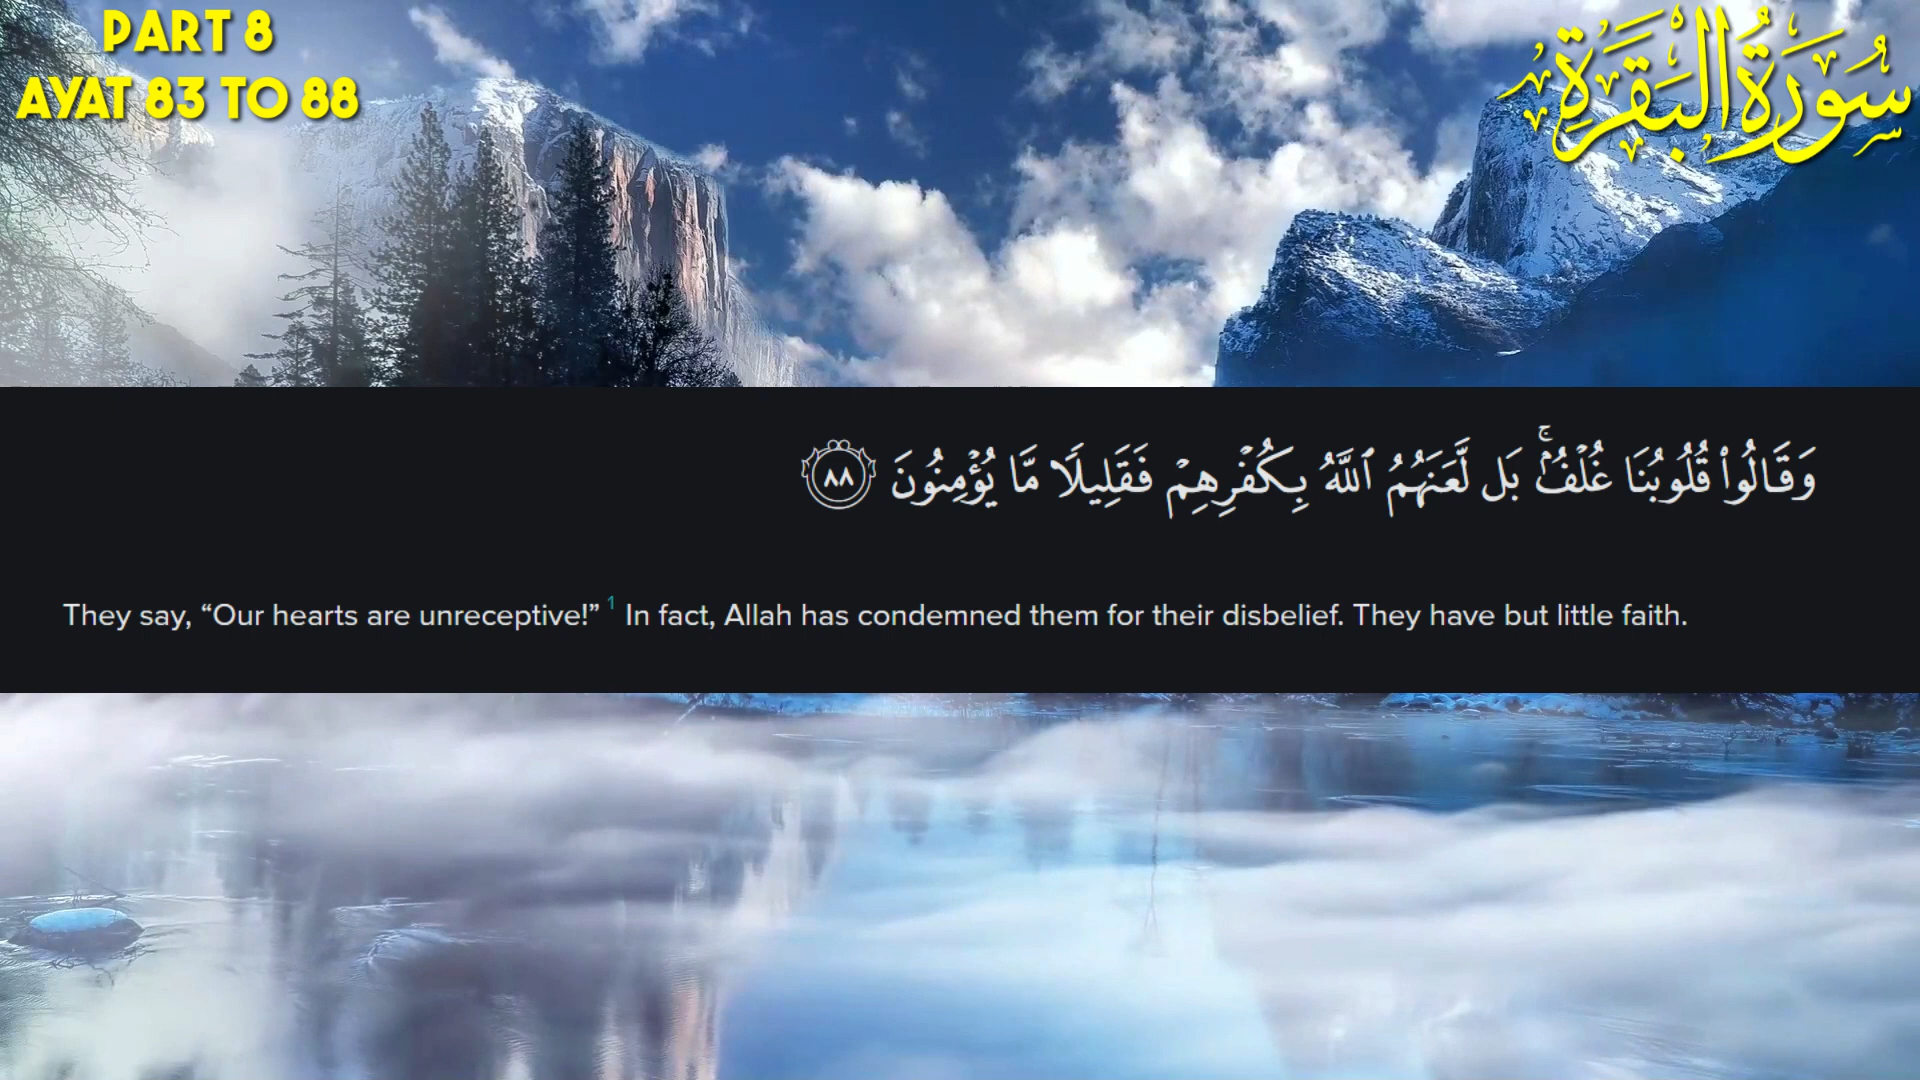 PART 8
AYAT 83 TO 88
سُورَةُ الْبَقَرَةِ
وَقَالُوا۟ قُلُوبُنَا غُلْفٌۢ ۚ بَل لَّعَنَهُمُ ٱللَّهُ بِكُفْرِهِمْ فَقَلِيلًا مَّا يُؤْمِنُونَ ٨٨
They say, “Our hearts are unreceptive!” 1 In fact, Allah has condemned them for their disbelief. They have but little faith.